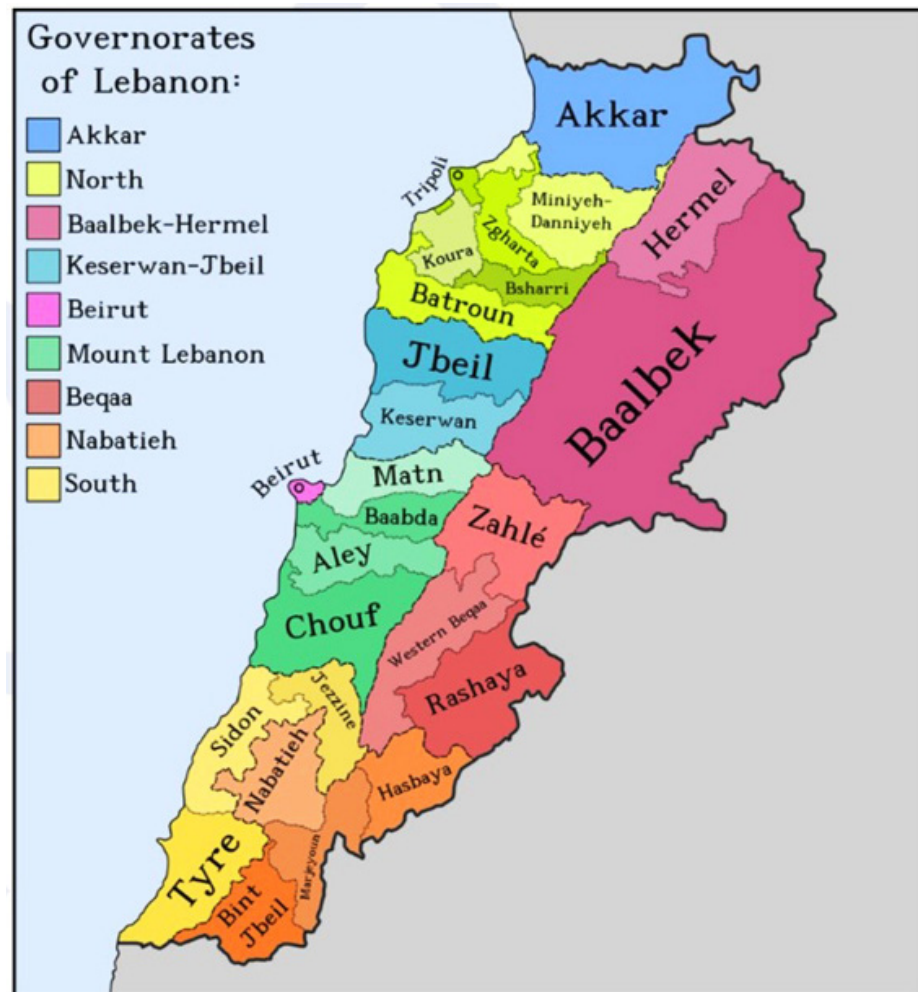 Governorates
of Lebanon:
Akkar
North
Baalbek-Hermel
Keserwan-Jbeil
Beirut
Mount Lebanon
Beqaa
Nabatieh
South
Akkar
Tripoli
Miniyeh-
Danniyeh
Hermel
Zgharta
Koura
Bsharri
Batroun
Jbeil
Baalbek
Keserwan
Beirut
Matn
Baabda
Zahlé
Aley
Chouf
Western Beqaa
Rashaya
Jezzine
Sidon
Nabatieh
Hasbaya
Tyre
Marjeyoun
Bint
Jbeil